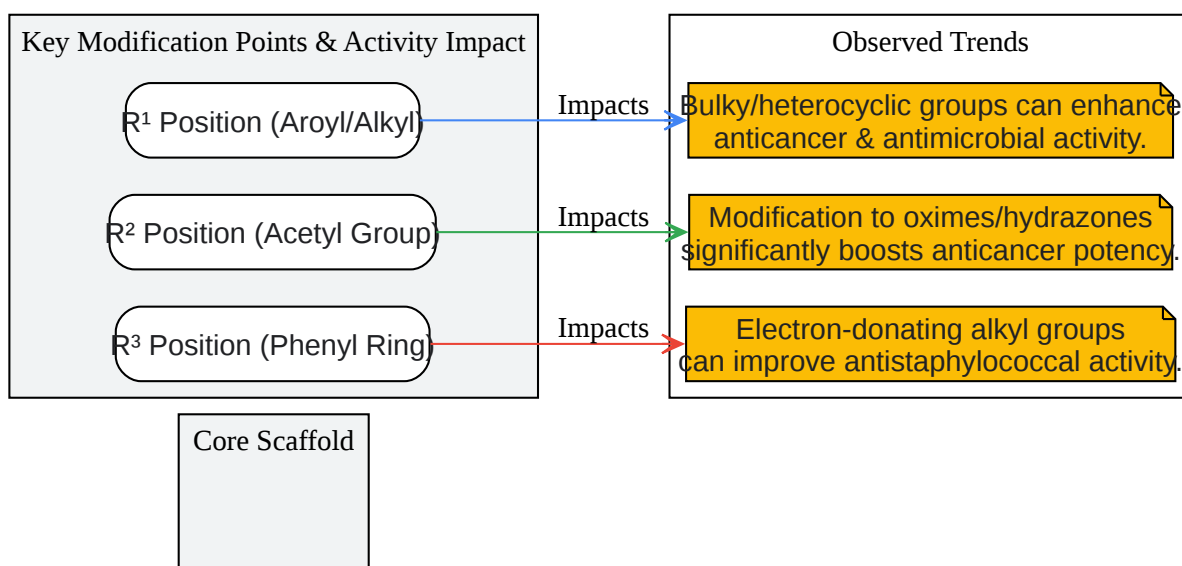 Key Modification Points & Activity Impact
Observed Trends
R¹ Position (Aroyl/Alkyl)
Impacts
Bulky/heterocyclic groups can enhance
anticancer & antimicrobial activity.
R² Position (Acetyl Group)
Impacts
Modification to oximes/hydrazones
significantly boosts anticancer potency.
R³ Position (Phenyl Ring)
Impacts
Electron-donating alkyl groups
can improve antistaphylococcal activity.
Core Scaffold